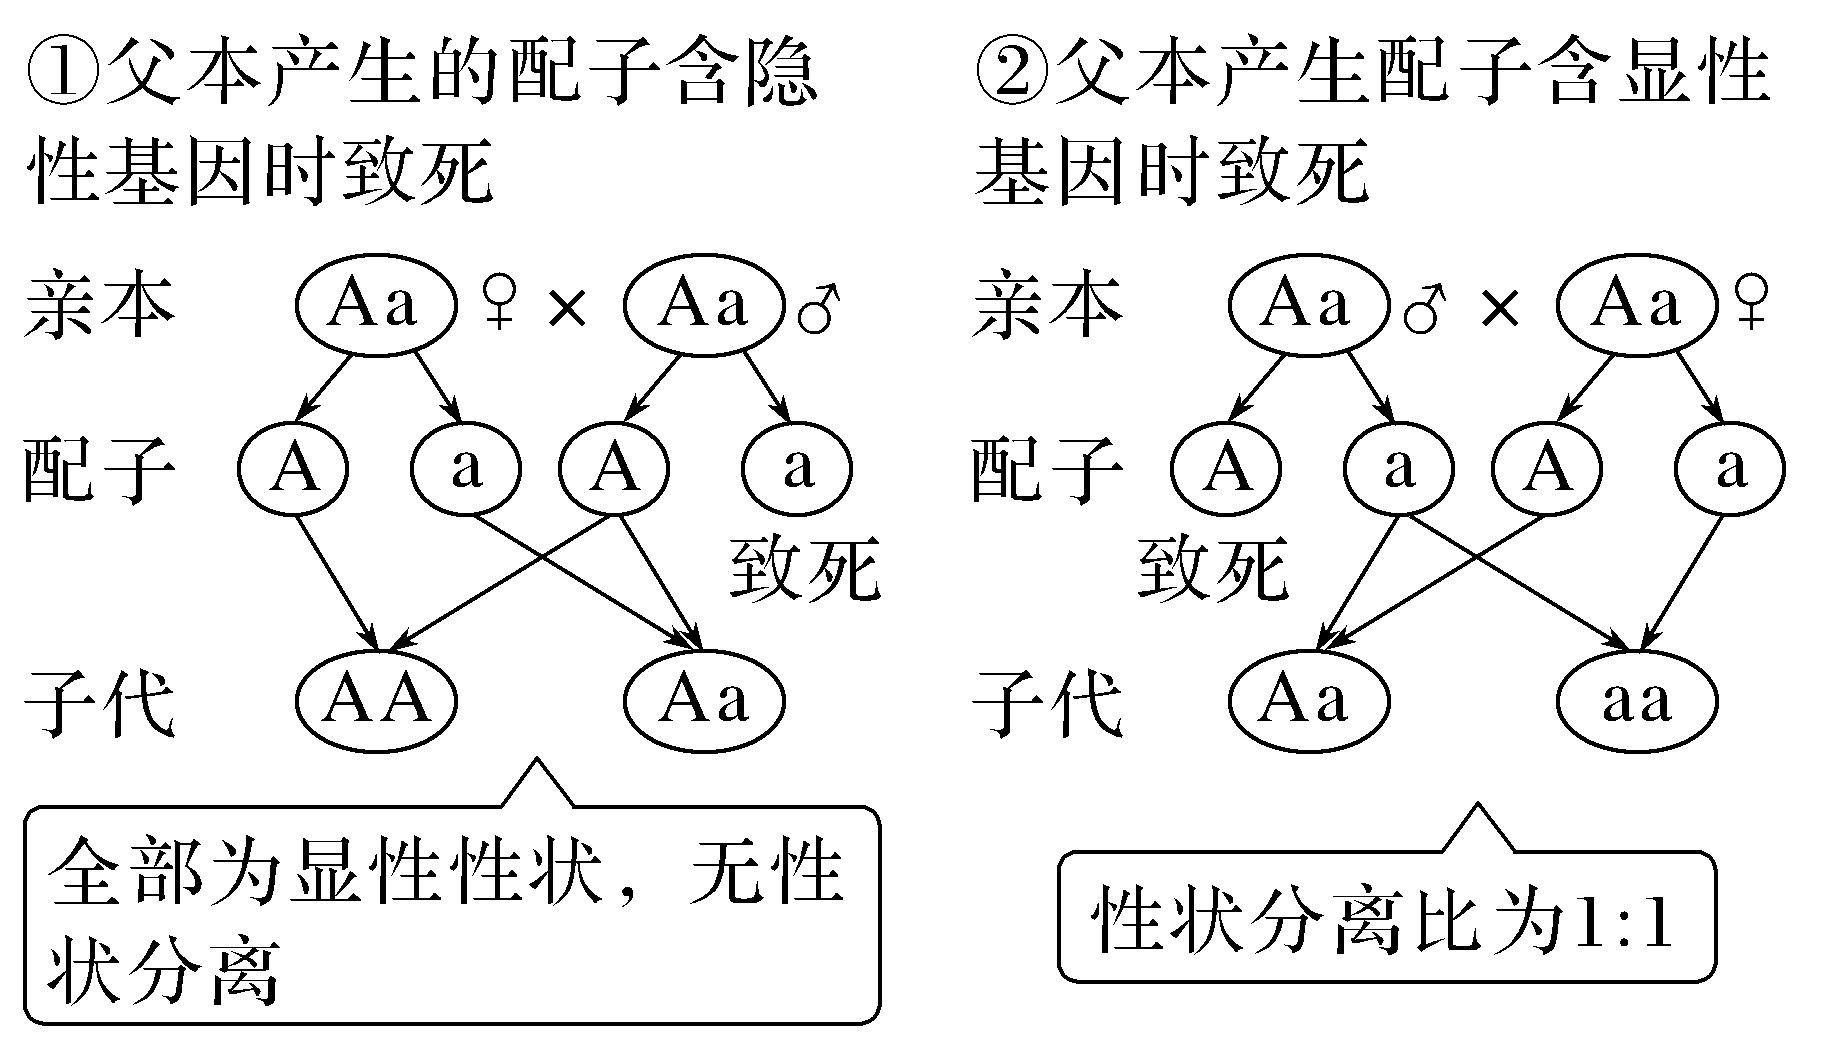 ①父本产生的配子含隐
性基因时致死
亲本 Aa ♀ × Aa ♂
配子 A a A a
致死
子代 AA Aa
全部为显性性状，无性
状分离
②父本产生配子含显性
基因时致死
亲本 Aa ♂ × Aa ♀
配子 A a A a
致死
子代 Aa aa
性状分离比为1:1